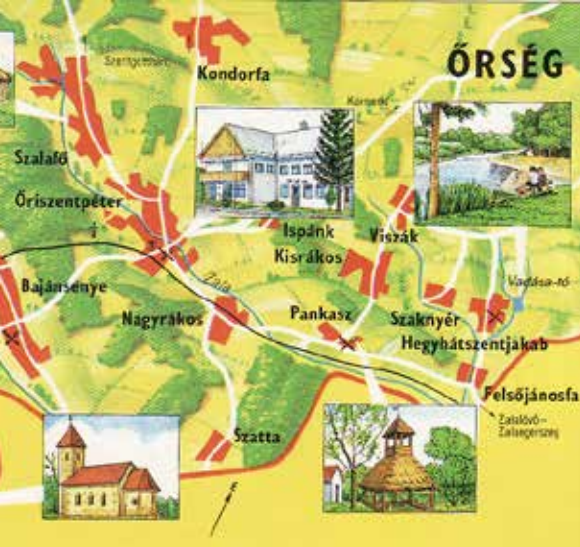 ŐRSÉG
Kondorfa
Szentgotthárd
Szalafő
Őriszentpéter
Ispánk
Kisrákos
Viszák
Bajánsenye
Zala
Vadása-tó
Nagyrákos
Pankasz
Szaknyér
Hegyhátszentjakab
Felsőjánosfa
Zalalövő-
Zalaegerszeg
Szatta
É